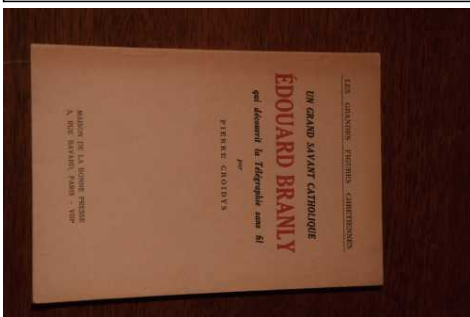 LES GRANDES FIGURES CHRETIENNES
UN GRAND SAVANT CATHOLIQUE
ÉDOUARD BRANLY
qui découvrit la Télégraphie sans fil
par
PIERRE CROIDYS
MAISON DE LA BONNE PRESSE
5, RUE BAYARD, PARIS - VIIIᵉ